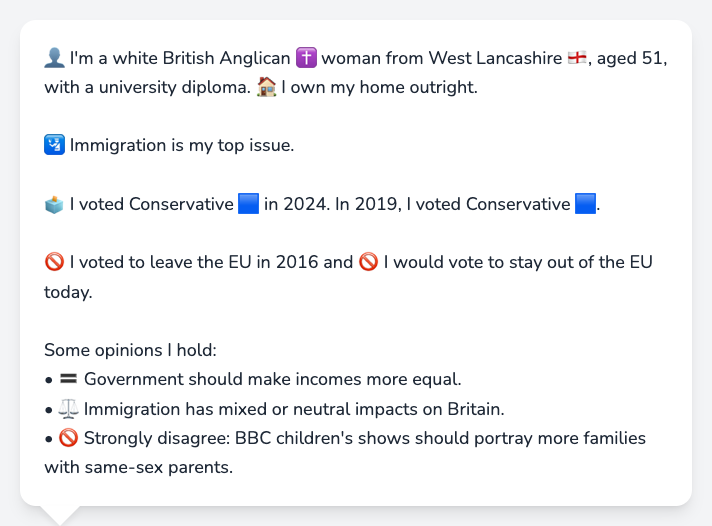 👤 I'm a white British Anglican ✝️ woman from West Lancashire 🏴󠁧󠁢󠁥󠁮󠁧󠁿, aged 51,
with a university diploma. 🏠 I own my home outright.
🛂 Immigration is my top issue.
🗳️ I voted Conservative 🟦 in 2024. In 2019, I voted Conservative 🟦.
🚫 I voted to leave the EU in 2016 and 🚫 I would vote to stay out of the EU
today.
Some opinions I hold:
• 🟰 Government should make incomes more equal.
• ⚖️ Immigration has mixed or neutral impacts on Britain.
• 🚫 Strongly disagree: BBC children's shows should portray more families
with same-sex parents.